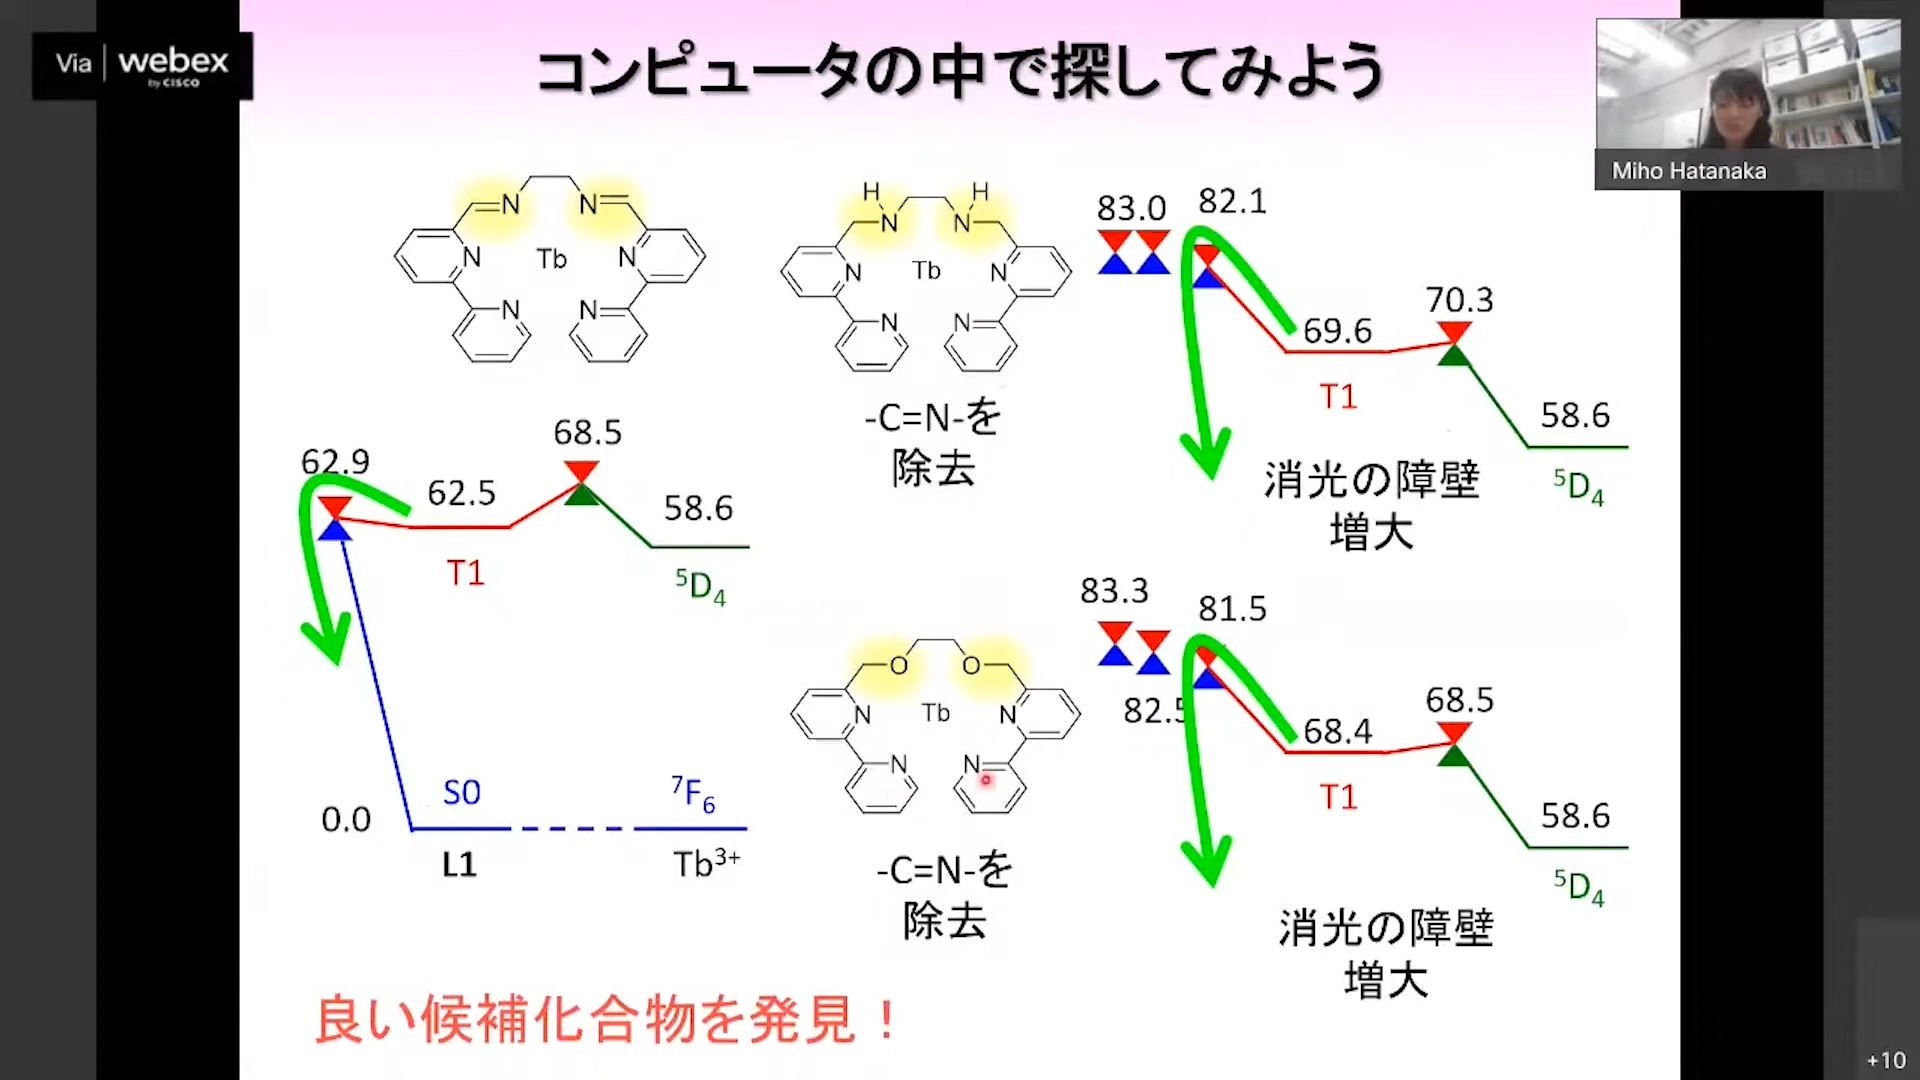 Via webex
by CISCO
コンピュータの中で探してみよう
Miho Hatanaka
N N
N Tb N
N N
H H
N N
N Tb N
N N
-C=N-を
除去
83.0 82.1
69.6
70.3
T1
58.6
⁵D₄
消光の障壁
増大
62.9
62.5
68.5
58.6
T1
⁵D₄
0.0
S0 ⁷F₆
L1 Tb³⁺
O O
N Tb N
N N
-C=N-を
除去
83.3 81.5
82.5
68.4
68.5
T1
58.6
⁵D₄
消光の障壁
増大
良い候補化合物を発見！
+10